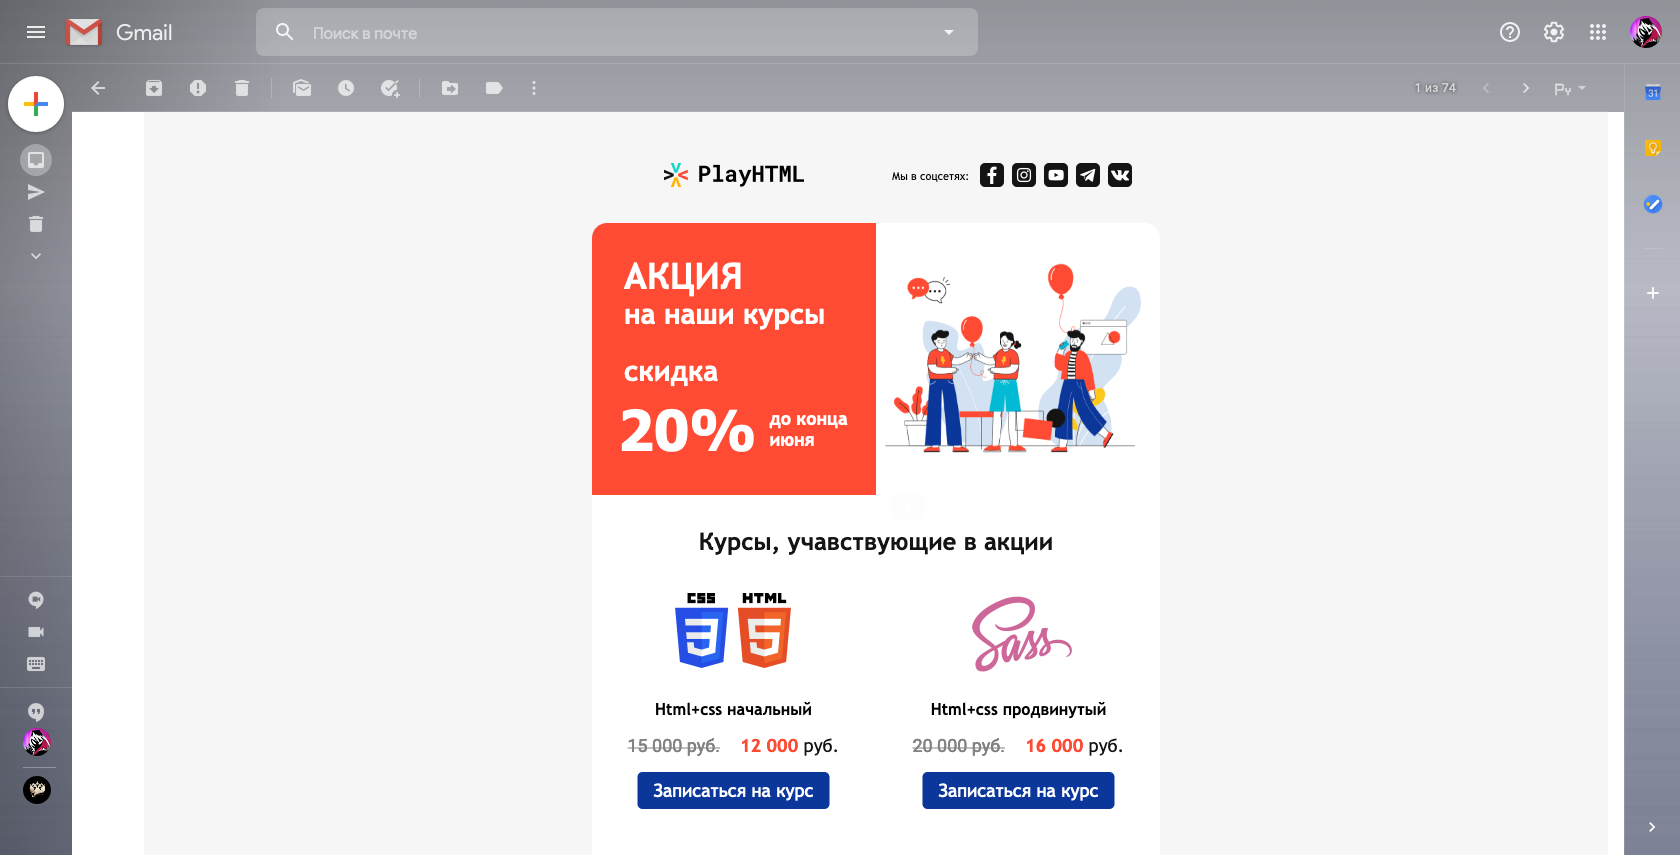 Gmail
Поиск в почте
1 из 74
Ру
31
PlayHTML
Мы в соцсетях:
АКЦИЯ
на наши курсы
скидка
20% до конца
июня
Курсы, учавствующие в акции
CSS HTML
Sass
Html+css начальный
Html+css продвинутый
15 000 руб. 12 000 руб.
20 000 руб. 16 000 руб.
Записаться на курс
Записаться на курс